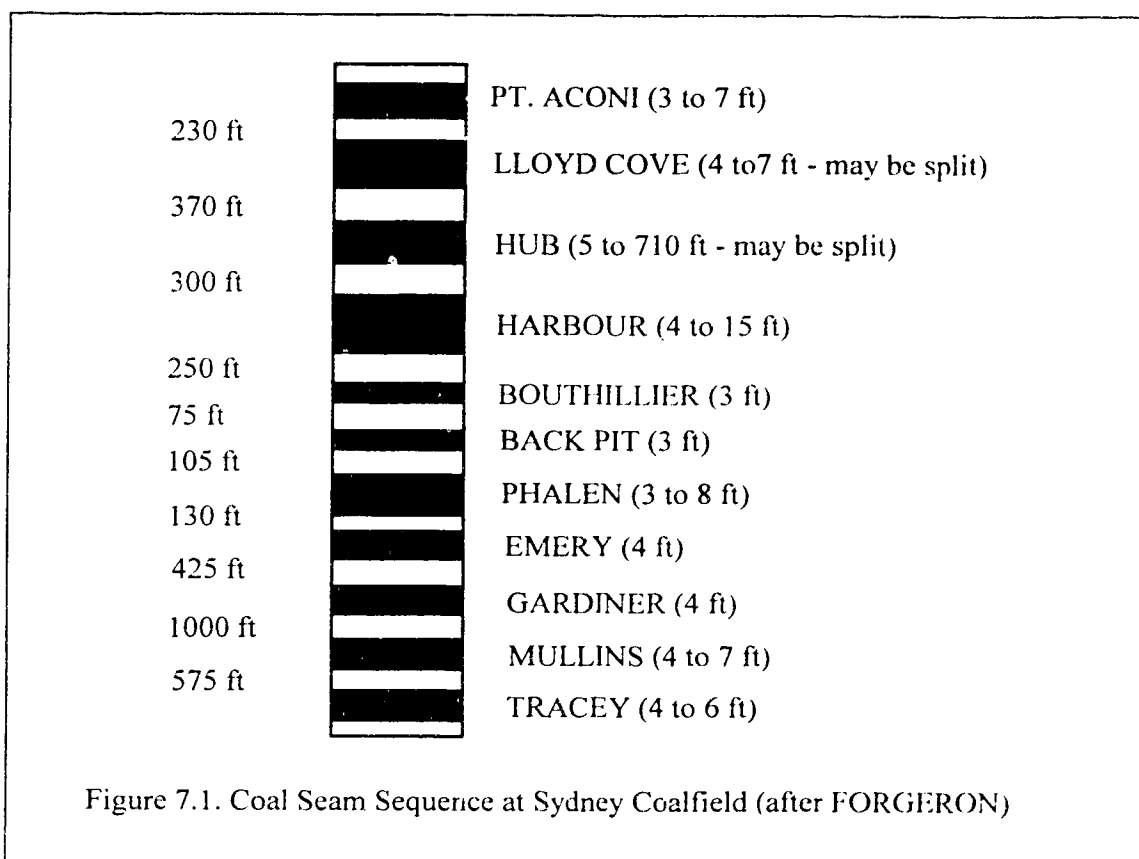 PT. ACONI (3 to 7 ft)
230 ft
LLOYD COVE (4 to7 ft - may be split)
370 ft
HUB (5 to 710 ft - may be split)
300 ft
HARBOUR (4 to 15 ft)
250 ft
BOUTHILLIER (3 ft)
75 ft
BACK PIT (3 ft)
105 ft
PHALEN (3 to 8 ft)
130 ft
EMERY (4 ft)
425 ft
GARDINER (4 ft)
1000 ft
MULLINS (4 to 7 ft)
575 ft
TRACEY (4 to 6 ft)
Figure 7.1. Coal Seam Sequence at Sydney Coalfield (after FORGERON)